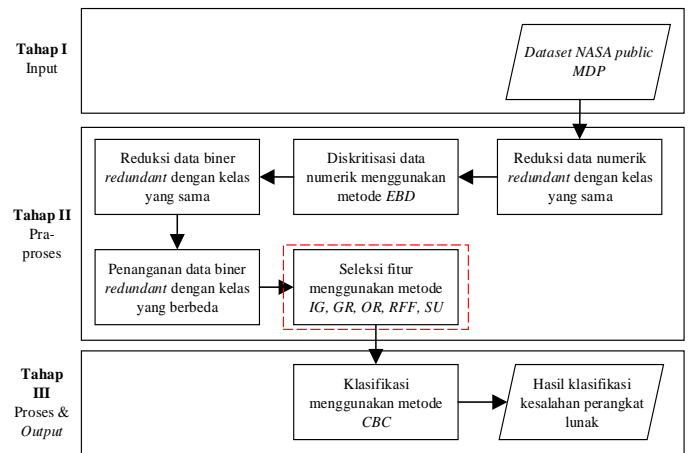 Tahap I
Input
Dataset NASA public
MDP
Tahap II
Pra-
proses
Reduksi data biner
redundant dengan kelas
yang sama
Diskritisasi data
numerik menggunakan
metode EBD
Reduksi data numerik
redundant dengan kelas
yang sama
Penanganan data biner
redundant dengan kelas
yang berbeda
Seleksi fitur
menggunakan metode
IG, GR, OR, RFF, SU
Tahap
III
Proses &
Output
Klasifikasi
menggunakan metode
CBC
Hasil klasifikasi
kesalahan perangkat
lunak